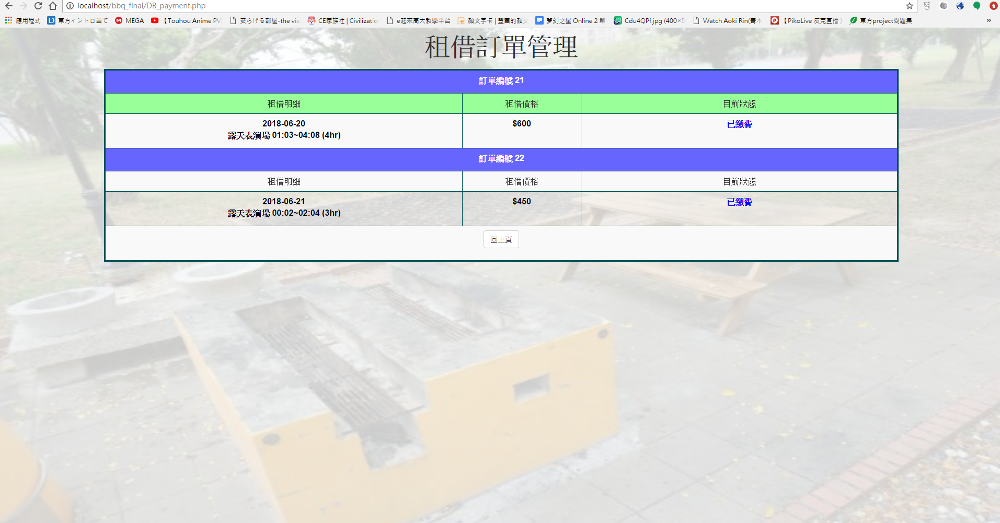 localhost/bbq_final/DB_payment.php
應用程式 東方イントロ当て MEGA 【Touhou Anime PV 安らげる部屋-the vis CE家族社 | Civilizatio e起來高大教學平台 顏文字卡 | 豐富的顏文 夢幻之星 Online 2 第 Cdu4QPf.jpg (400×5 Watch Aoki Rin(青木 【PikoLive 皮克直播】 東方project問題集 »
租借訂單管理
訂單編號 21
租借明細 租借價格 目前狀態
2018-06-20 $600 已繳費
露天表演場 01:03~04:08 (4hr)
訂單編號 22
租借明細 租借價格 目前狀態
2018-06-21 $450 已繳費
露天表演場 00:02~02:04 (3hr)
回上頁